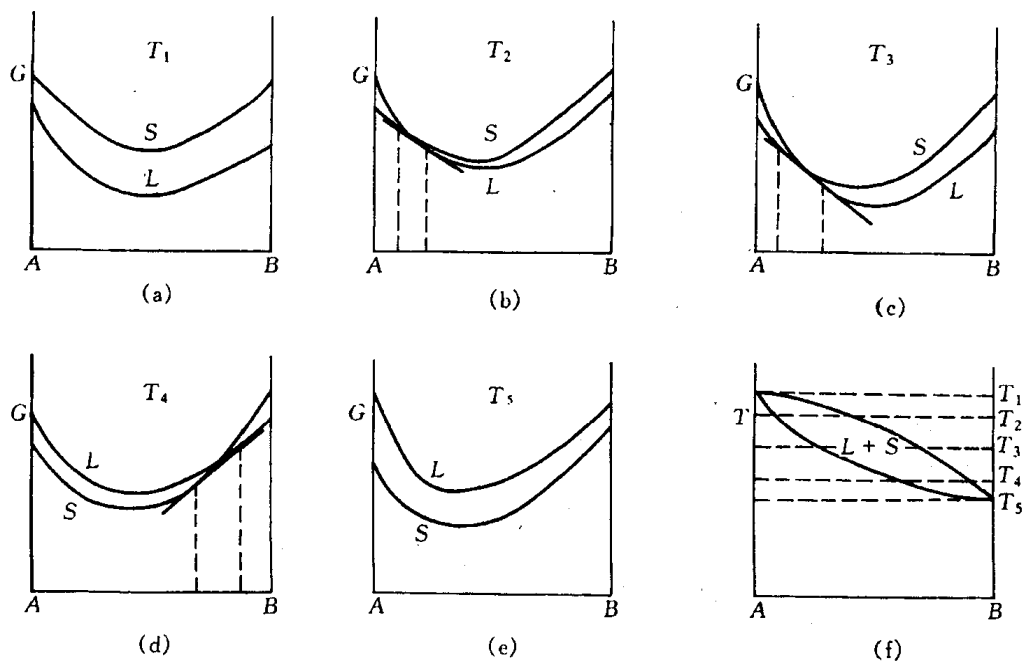 T₁
G
S
L
A B
(a)
T₂
G
S
L
A B
(b)
T₃
G
S
L
A B
(c)
T₄
G
L
S
A B
(d)
T₅
G
L
S
A B
(e)
T₁
T
T₂
L + S
T₃
T₄
T₅
A B
(f)